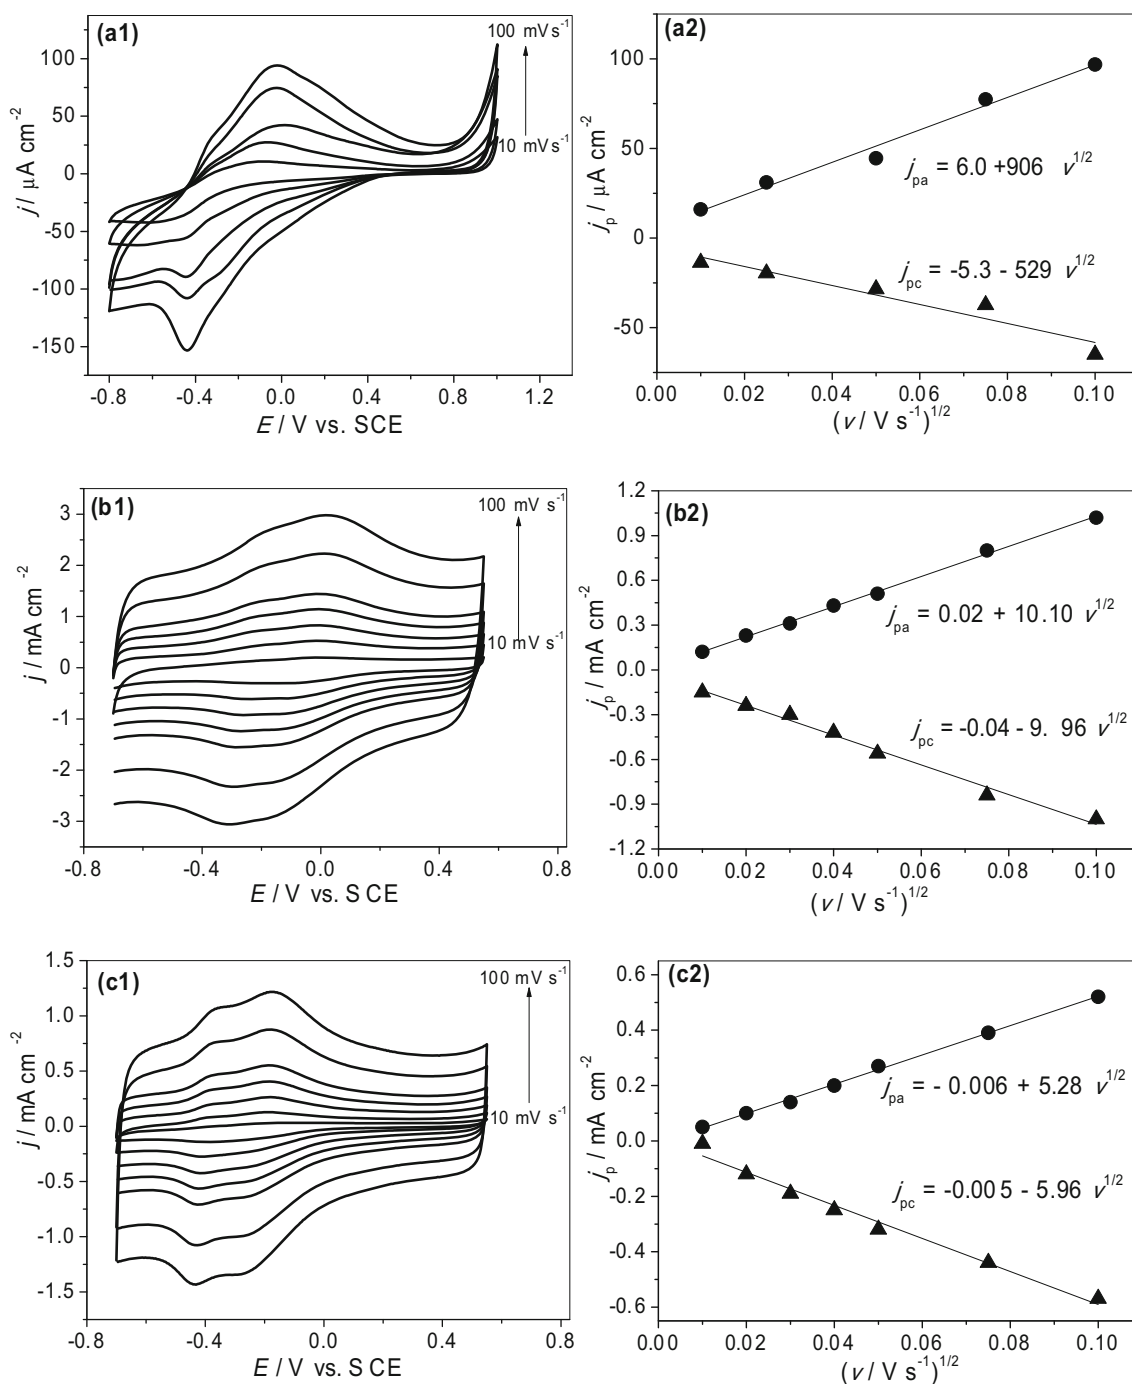 (a1)
100 mV s⁻¹
10 mV s⁻¹
100
50
0
-50
-100
-150
j / μA cm⁻²
-0.8 -0.4 0.0 0.4 0.8 1.2
E / V vs. SCE
(a2)
100
50
0
-50
jₚ / μA cm⁻²
jpa = 6.0 +906 ν^1/2
jpc = -5.3 - 529 ν^1/2
0.00 0.02 0.04 0.06 0.08 0.10
(ν / V s⁻¹)^1/2
(b1)
100 mV s⁻¹
10 mV s⁻¹
3
2
1
0
-1
-2
-3
j / mA cm⁻²
-0.8 -0.4 0.0 0.4 0.8
E / V vs. S CE
(b2)
1.2
0.9
0.6
0.3
0.0
-0.3
-0.6
-0.9
-1.2
jₚ / mA cm⁻²
jpa = 0.02 + 10.10 ν^1/2
jpc = -0.04 - 9. 96 ν^1/2
0.00 0.02 0.04 0.06 0.08 0.10
(ν / V s⁻¹)^1/2
(c1)
100 mV s⁻¹
10 mV s⁻¹
1.5
1.0
0.5
0.0
-0.5
-1.0
-1.5
j / mA cm⁻²
-0.8 -0.4 0.0 0.4 0.8
E / V vs. S CE
(c2)
0.6
0.4
0.2
0.0
-0.2
-0.4
-0.6
jₚ / mA cm⁻²
jpa = - 0.006 + 5.28 ν^1/2
jpc = -0.005 - 5.96 ν^1/2
0.00 0.02 0.04 0.06 0.08 0.10
(ν / V s⁻¹)^1/2